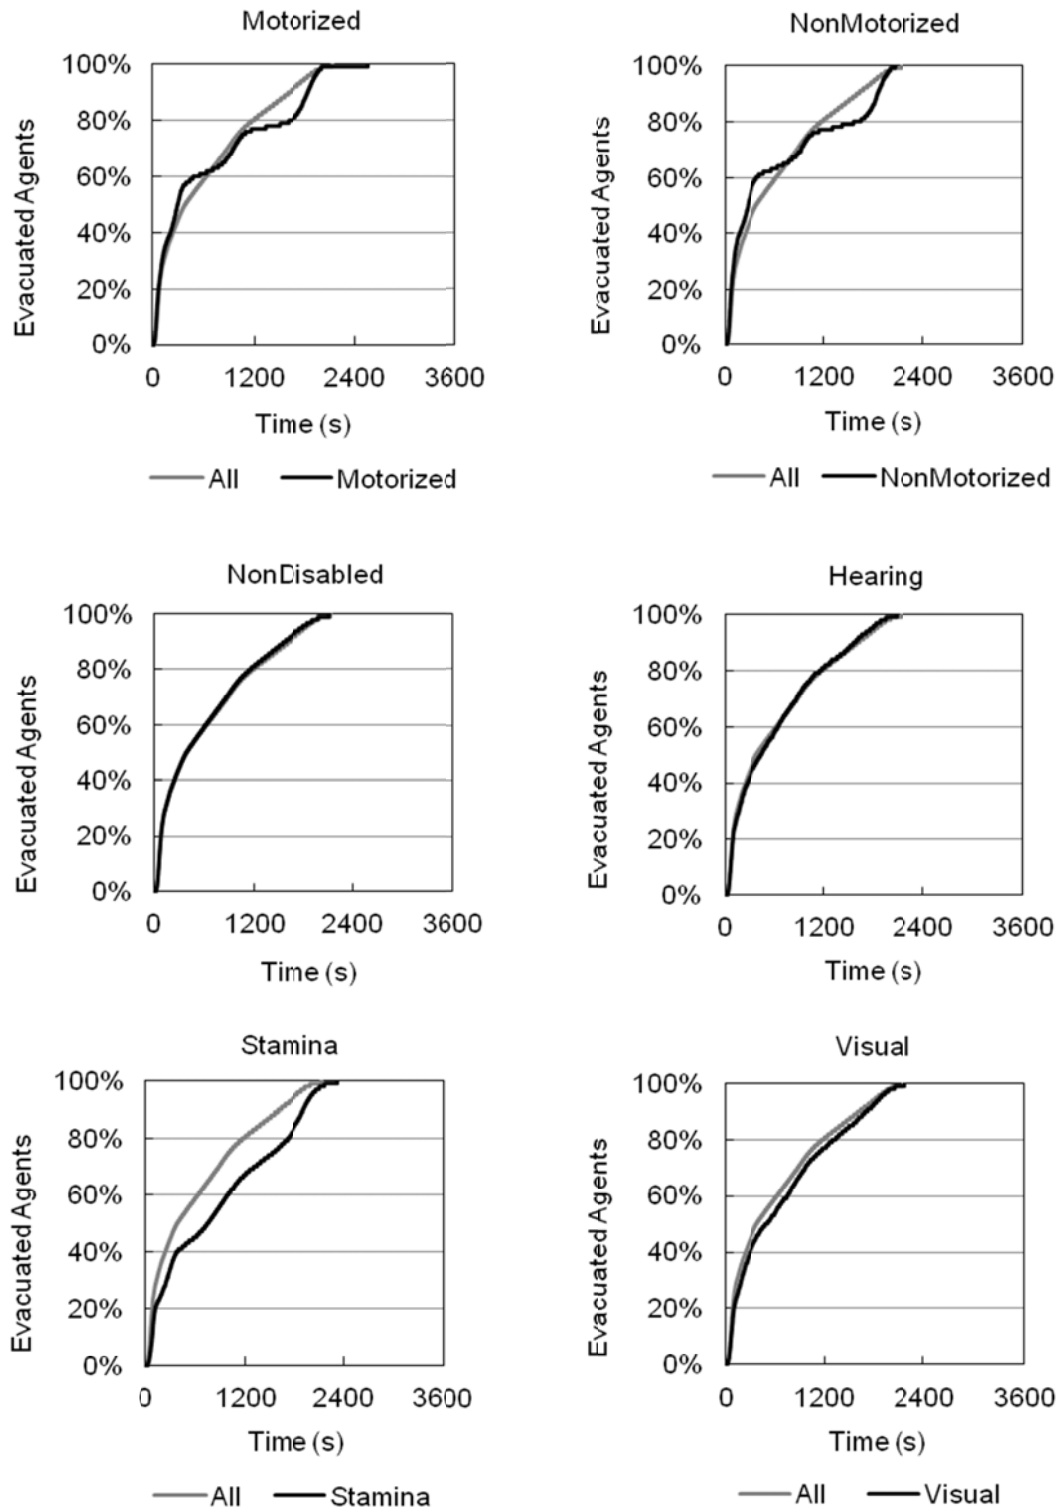 Motorized
NonMotorized
Evacuated Agents
100%
80%
60%
40%
20%
0%
0 1200 2400 3600
Time (s)
All Motorized
Evacuated Agents
100%
80%
60%
40%
20%
0%
0 1200 2400 3600
Time (s)
All NonMotorized
NonDisabled
Hearing
Evacuated Agents
100%
80%
60%
40%
20%
0%
0 1200 2400 3600
Time (s)
Evacuated Agents
100%
80%
60%
40%
20%
0%
0 1200 2400 3600
Time (s)
Stamina
Visual
Evacuated Agents
100%
80%
60%
40%
20%
0%
0 1200 2400 3600
Time (s)
All Stamina
Evacuated Agents
100%
80%
60%
40%
20%
0%
0 1200 2400 3600
Time (s)
All Visual